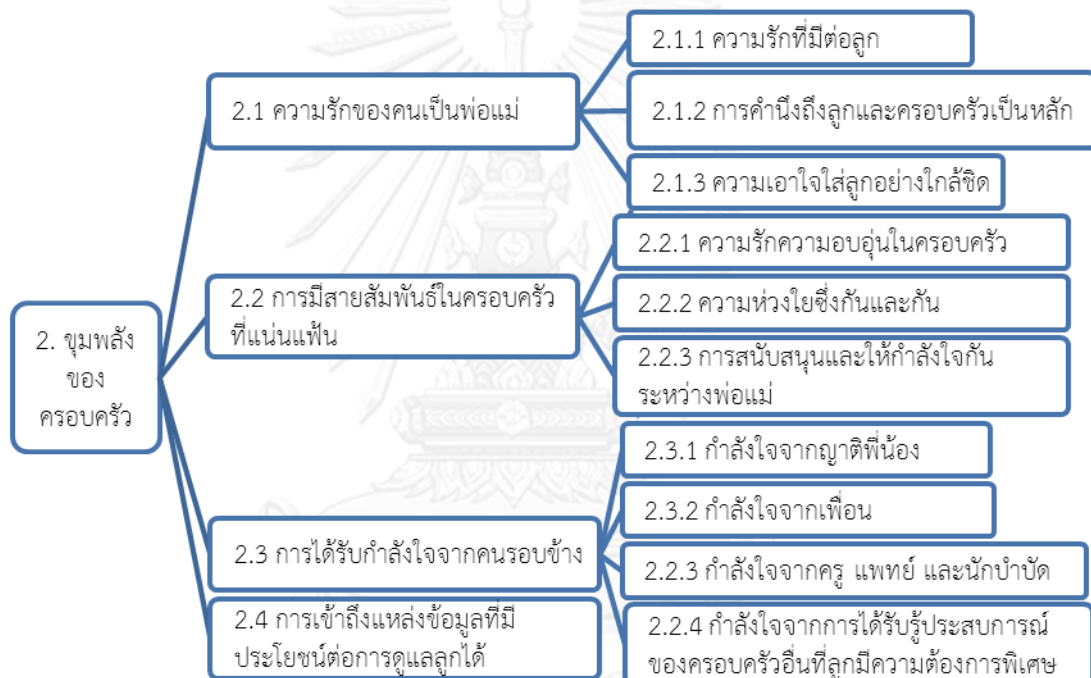 2. ขุมพลัง
ของ
ครอบครัว
2.1 ความรักของคนเป็นพ่อแม่
2.1.1 ความรักที่มีต่อลูก
2.1.2 การคำนึงถึงลูกและครอบครัวเป็นหลัก
2.1.3 ความเอาใจใส่ลูกอย่างใกล้ชิด
2.2 การมีสายสัมพันธ์ในครอบครัว
ที่แน่นแฟ้น
2.2.1 ความรักความอบอุ่นในครอบครัว
2.2.2 ความห่วงใยซึ่งกันและกัน
2.2.3 การสนับสนุนและให้กำลังใจกัน
ระหว่างพ่อแม่
2.3 การได้รับกำลังใจจากคนรอบข้าง
2.3.1 กำลังใจจากญาติพี่น้อง
2.3.2 กำลังใจจากเพื่อน
2.2.3 กำลังใจจากครู แพทย์ และนักบำบัด
2.2.4 กำลังใจจากการได้รับรู้ประสบการณ์
ของครอบครัวอื่นที่ลูกมีความต้องการพิเศษ
2.4 การเข้าถึงแหล่งข้อมูลที่มี
ประโยชน์ต่อการดูแลลูกได้